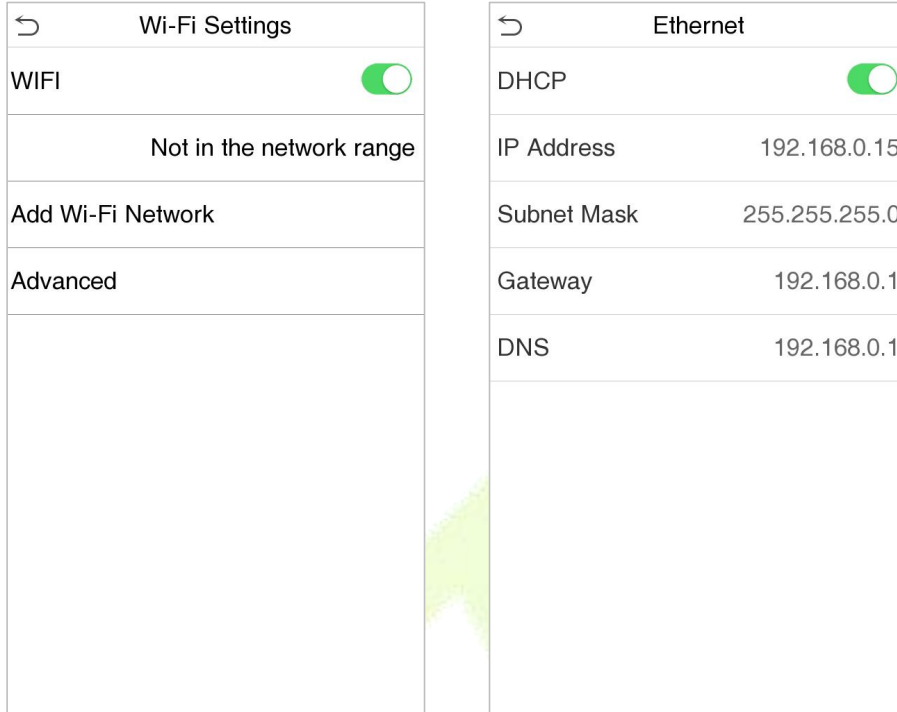 Wi-Fi Settings
WIFI
Not in the network range
Add Wi-Fi Network
Advanced
Ethernet
DHCP
IP Address 192.168.0.15
Subnet Mask 255.255.255.0
Gateway 192.168.0.1
DNS 192.168.0.1